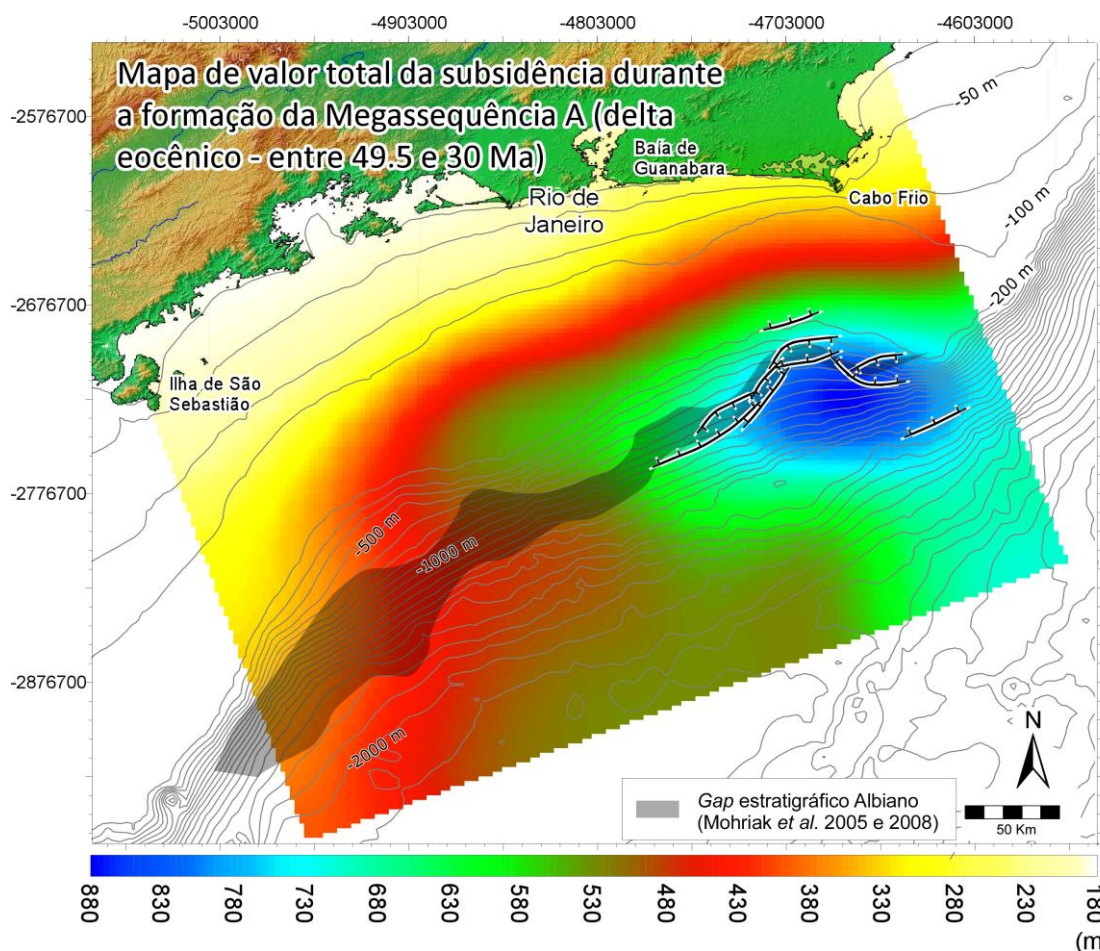 -5003000 -4903000 -4803000 -4703000 -4603000
Mapa de valor total da subsidência durante
a formação da Megassequência A (delta
eocênico - entre 49.5 e 30 Ma)
-2576700
-2676700
-2776700
-2876700
Baía de
Guanabara
Rio de
Janeiro
Cabo Frio
Ilha de São
Sebastião
-50 m
-100 m
-200 m
-500 m
-1000 m
-2000 m
N
50 Km
Gap estratigráfico Albiano
(Mohriak et al. 2005 e 2008)
880 830 780 730 680 630 580 530 480 430 380 330 280 230 180
(m